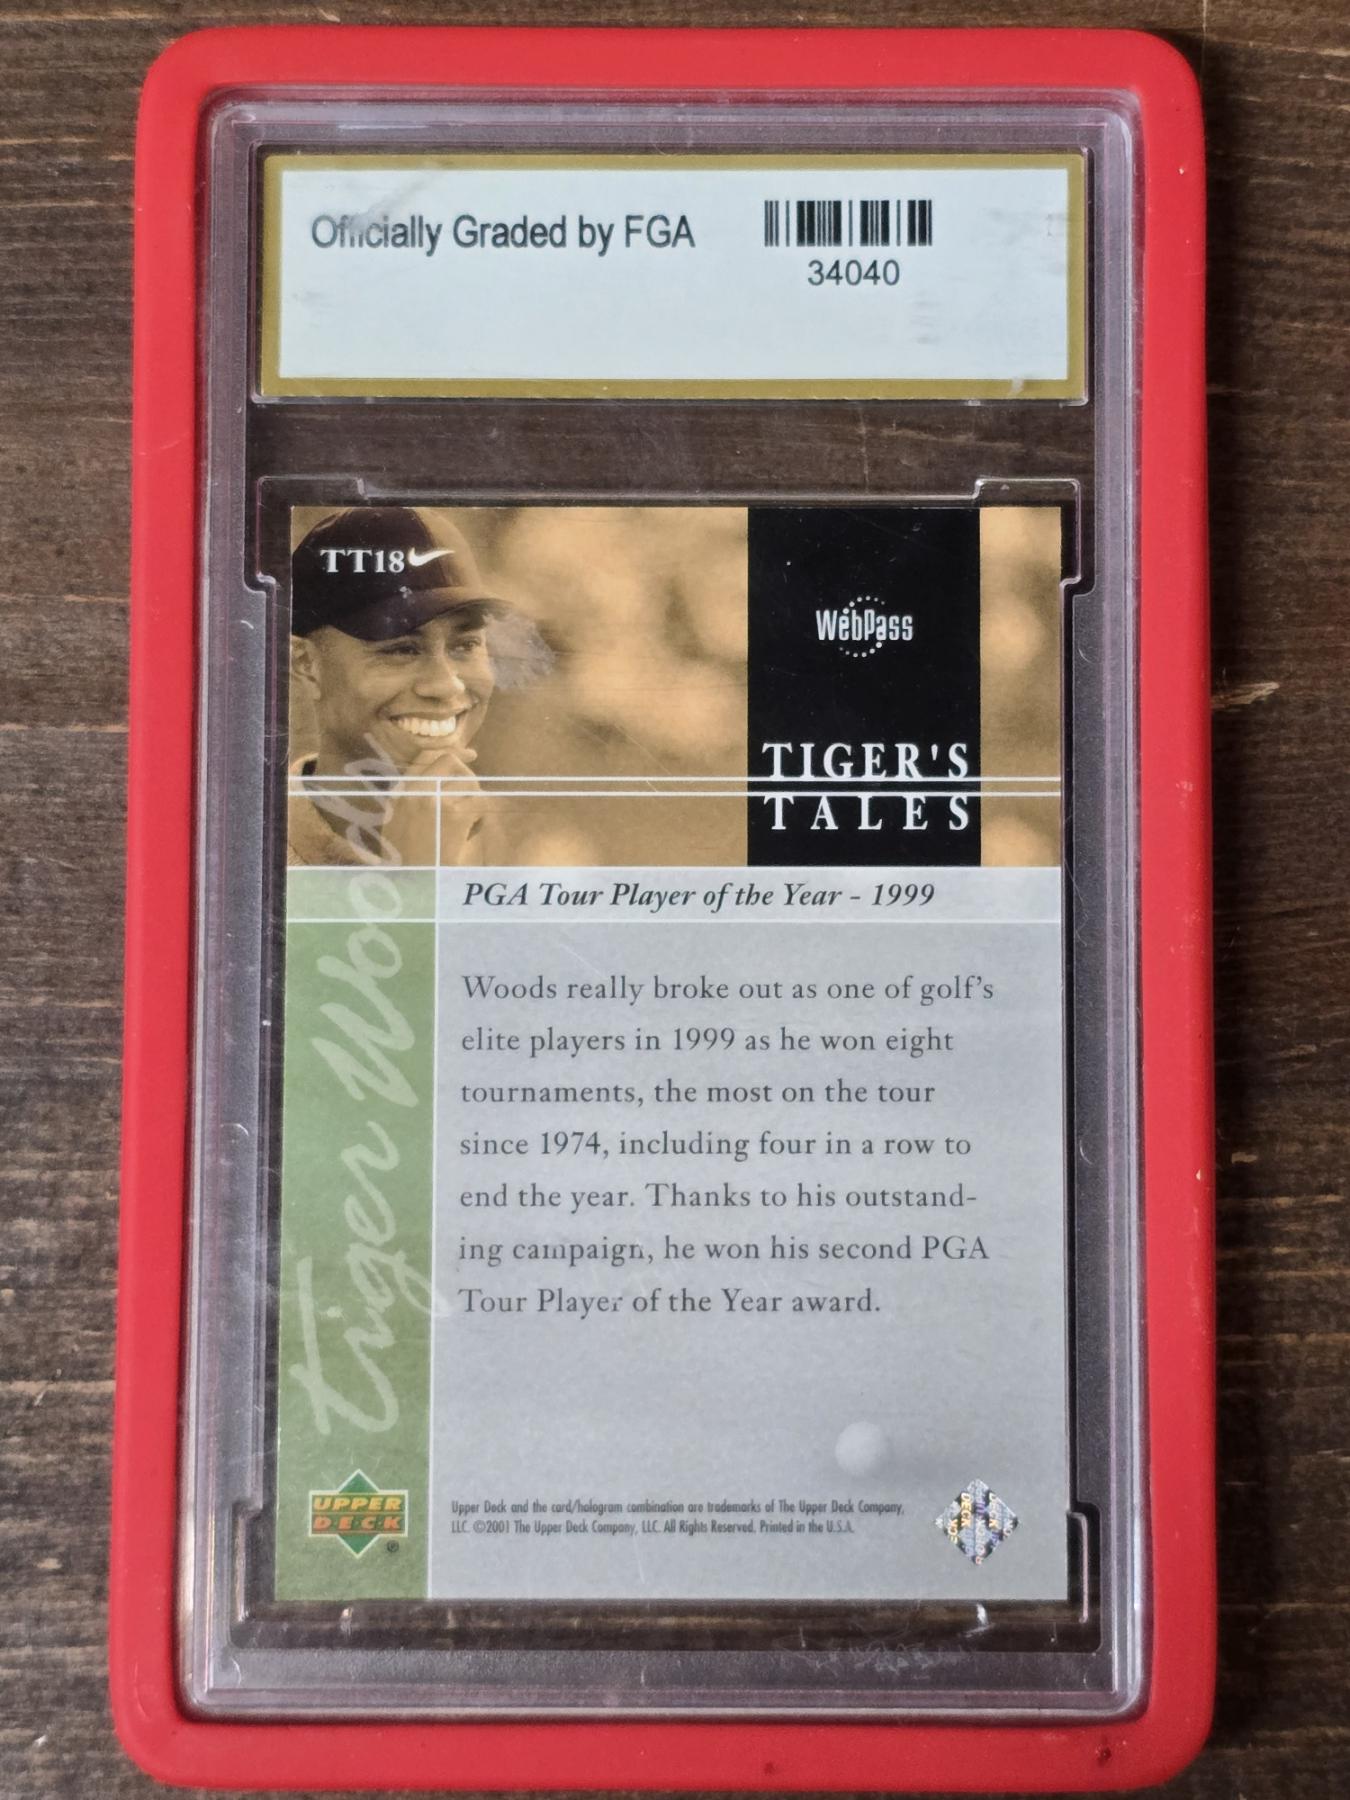 Officially Graded by FGA
34040
TT18
WebPass
TIGER'S
TALES
PGA Tour Player of the Year - 1999
Woods really broke out as one of golf's
elite players in 1999 as he won eight
tournaments, the most on the tour
since 1974, including four in a row to
end the year. Thanks to his outstand-
ing campaign, he won his second PGA
Tour Player of the Year award.
Tiger Woods
UPPER
DECK
®
Upper Deck and the card/hologram combination are trademarks of The Upper Deck Company,
LLC. ©2001 The Upper Deck Company, LLC. All Rights Reserved. Printed in the U.S.A.